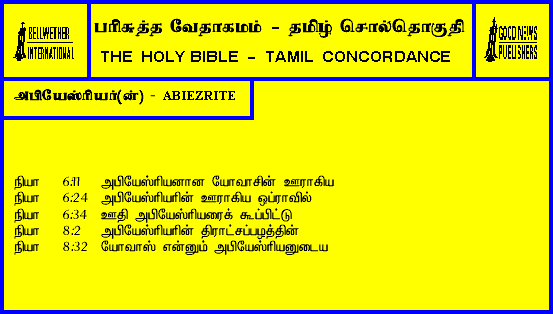 BELLWETHER
INTERNATIONAL
பரிசுத்த வேதாகமம் - தமிழ் சொல்தொகுதி
THE HOLY BIBLE - TAMIL CONCORDANCE
GOOD NEWS
PUBLISHERS
அபியேஸ்ரியர்(ன்) - ABIEZRITE
நியா 6:11 அபியேஸ்ரியனான யோவாசின் ஊராகிய
நியா 6:24 அபியேஸ்ரியரின் ஊராகிய ஒப்ராவில்
நியா 6:34 ஊதி அபியேஸ்ரியரைக் கூப்பிட்டு
நியா 8:2 அபியேஸ்ரியரின் திராட்சப்பழத்தின்
நியா 8:32 யோவாஸ் என்னும் அபியேஸ்ரியனுடைய